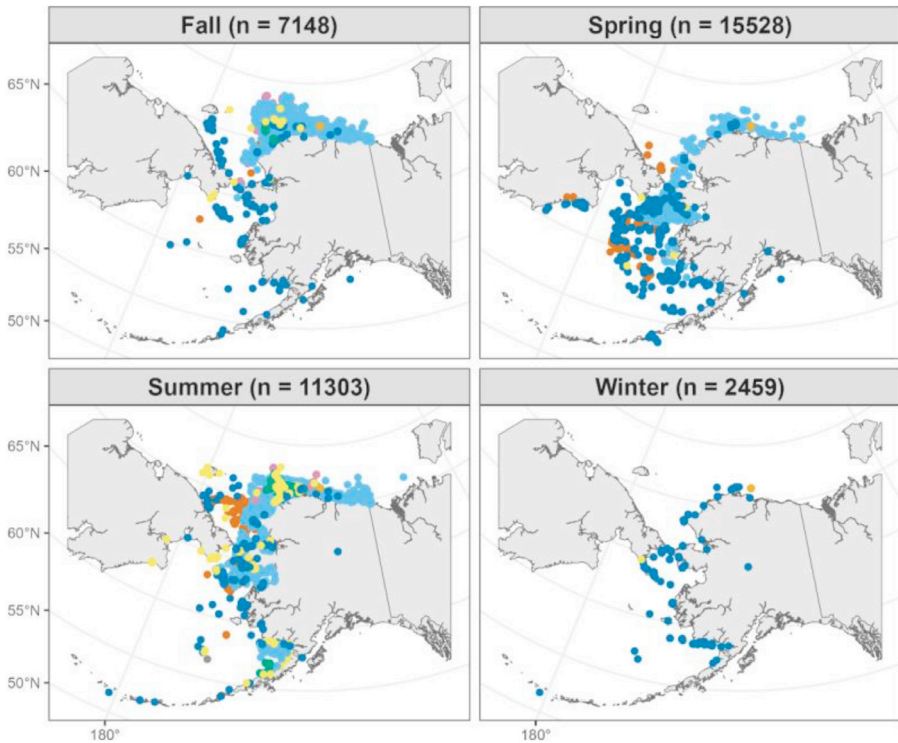 Fall (n = 7148)
Spring (n = 15528)
65°N
60°N
55°N
50°N
Summer (n = 11303)
Winter (n = 2459)
65°N
60°N
55°N
50°N
180°
180°